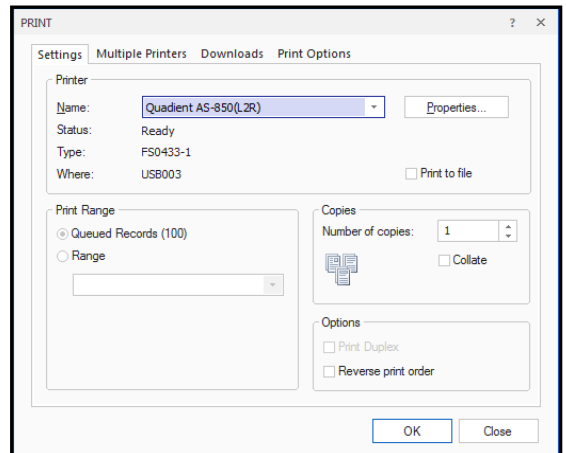 PRINT
Settings Multiple Printers Downloads Print Options
Printer
Name: Quadient AS-850(L2R) Properties...
Status: Ready
Type: FS0433-1
Where: USB003 Print to file
Print Range
Queued Records (100)
Range
Copies
Number of copies: 1
Collate
Options
Print Duplex
Reverse print order
OK Close